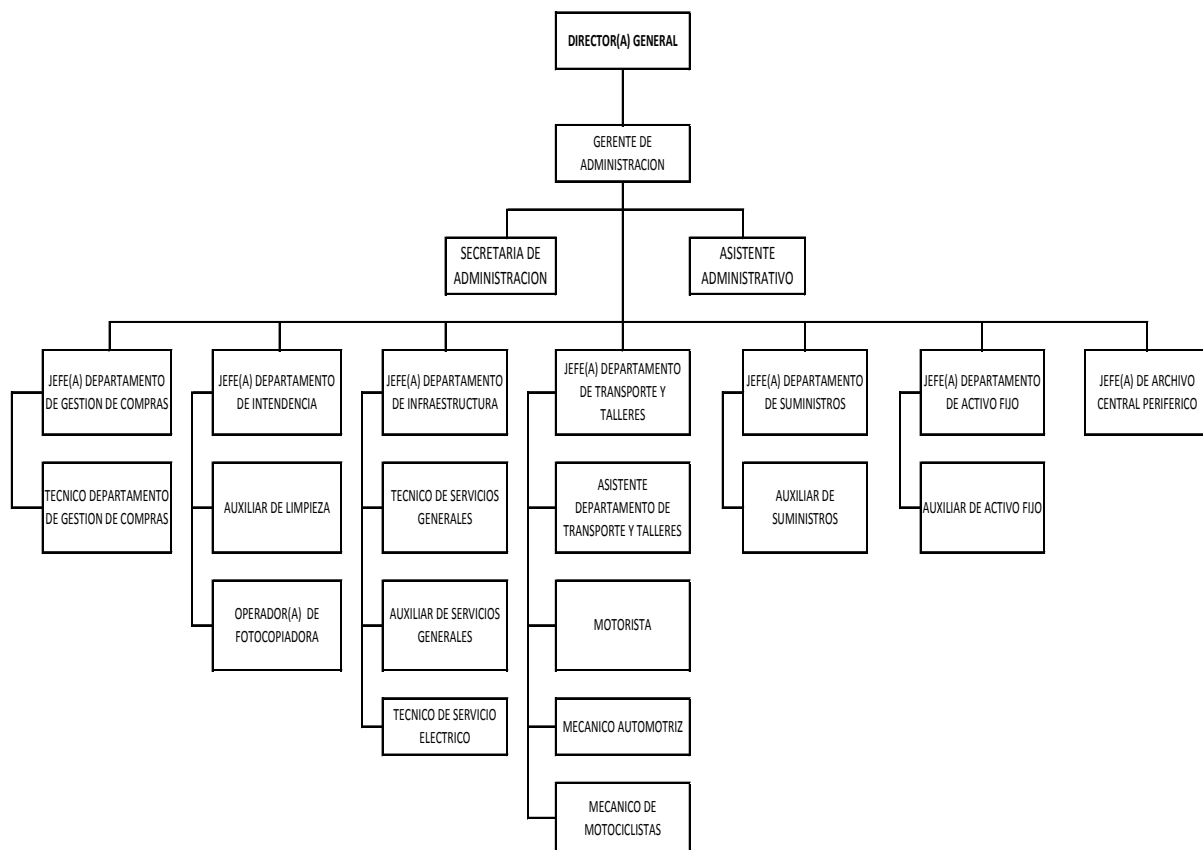 DIRECTOR(A) GENERAL
GERENTE DE
ADMINISTRACION
SECRETARIA DE
ADMINISTRACION
ASISTENTE
ADMINISTRATIVO
JEFE(A) DEPARTAMENTO
DE GESTION DE COMPRAS
JEFE(A) DEPARTAMENTO
DE INTENDENCIA
JEFE(A) DEPARTAMENTO
DE INFRAESTRUCTURA
JEFE(A) DEPARTAMENTO
DE TRANSPORTE Y
TALLERES
JEFE(A) DEPARTAMENTO
DE SUMINISTROS
JEFE(A) DEPARTAMENTO
DE ACTIVO FIJO
JEFE(A) DE ARCHIVO
CENTRAL PERIFERICO
TECNICO DEPARTAMENTO
DE GESTION DE COMPRAS
AUXILIAR DE LIMPIEZA
TECNICO DE SERVICIOS
GENERALES
ASISTENTE
DEPARTAMENTO DE
TRANSPORTE Y TALLERES
AUXILIAR DE
SUMINISTROS
AUXILIAR DE ACTIVO FIJO
OPERADOR(A) DE
FOTOCOPIADORA
AUXILIAR DE SERVICIOS
GENERALES
MOTORISTA
TECNICO DE SERVICIO
ELECTRICO
MECANICO AUTOMOTRIZ
MECANICO DE
MOTOCICLISTAS